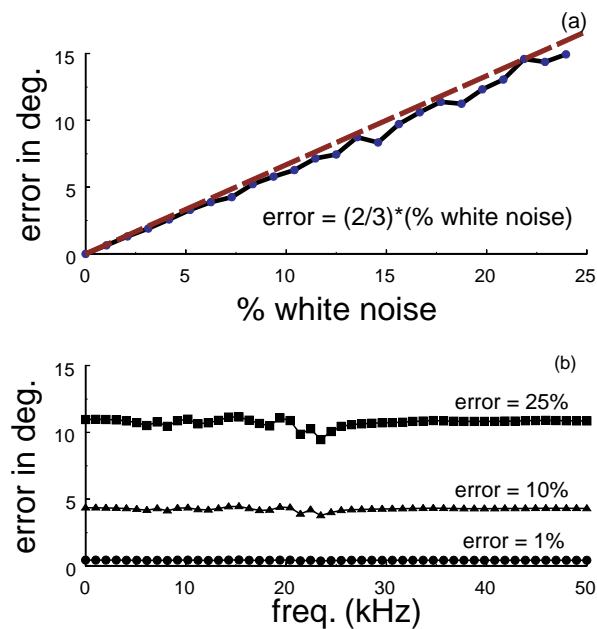 (a)
15
10
5
0
error in deg.
error = (2/3)*(% white noise)
0 5 10 15 20 25
% white noise
(b)
15
10
5
0
error in deg.
error = 25%
error = 10%
error = 1%
0 10 20 30 40 50
freq. (kHz)